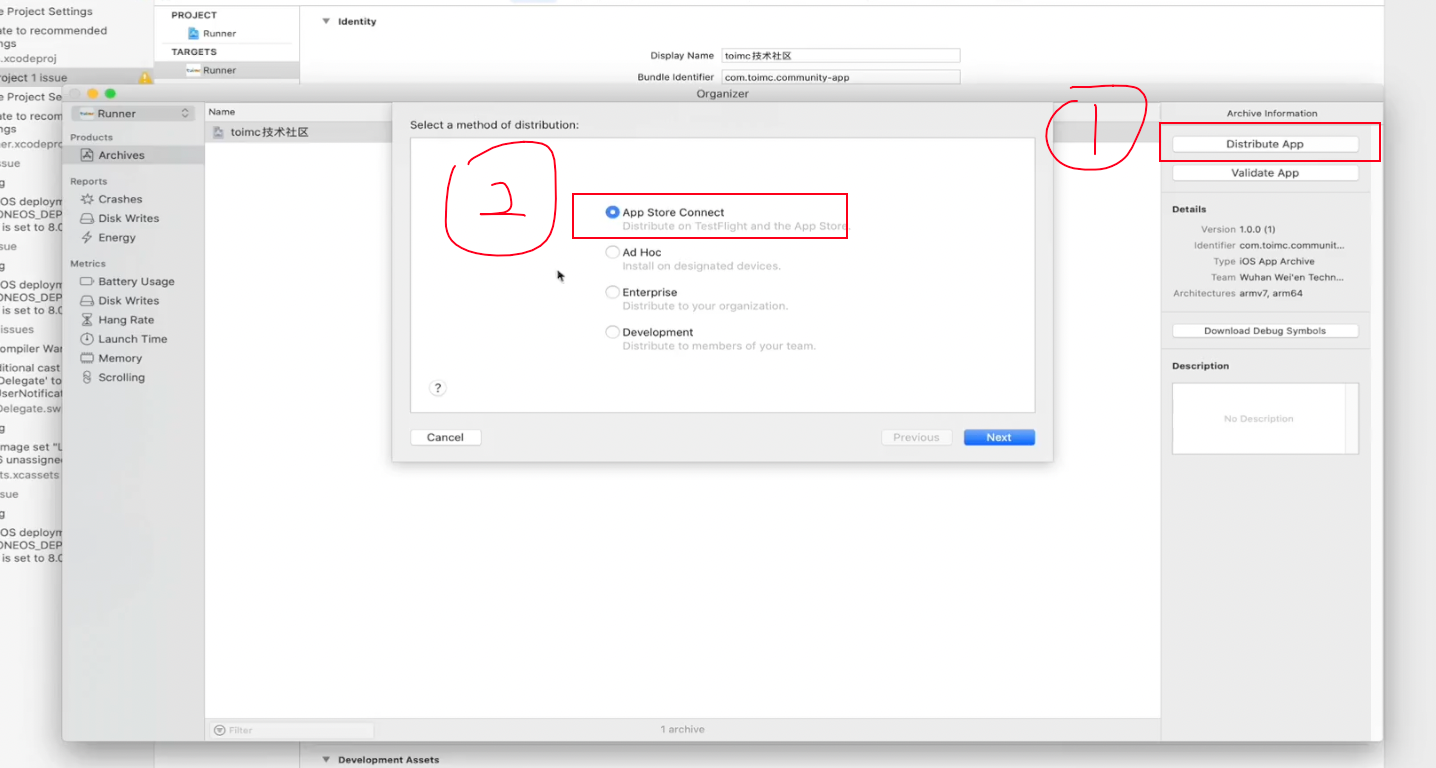 e Project Settings
ate to recommended
ngs
.xcodeproj
roject 1 issue
e Project Se
ate to recom
ngs
er.xcodepro
ssue
g
OS deploym
ONEOS_DEP
is set to 8.0
sue
g
OS deploym
ONEOS_DEP
is set to 8.0
issues
ompiler War
ditional cast
Delegate' to
UserNotificat
Delegate.sw
g
mage set "L
6 unassigned
ts.xcassets
sue
g
OS deploym
ONEOS_DEP
is set to 8.0
PROJECT
Runner
TARGETS
Runner
Identity
Display Name toimc技术社区
Bundle Identifier com.toimc.community-app
Organizer
Runner
Products
Archives
Reports
Crashes
Disk Writes
Energy
Metrics
Battery Usage
Disk Writes
Hang Rate
Launch Time
Memory
Scrolling
Name
toimc技术社区
Select a method of distribution:
1
2
App Store Connect
Distribute on TestFlight and the App Store.
Ad Hoc
Install on designated devices.
Enterprise
Distribute to your organization.
Development
Distribute to members of your team.
?
Cancel
Previous
Next
Archive Information
Distribute App
Validate App
Details
Version 1.0.0 (1)
Identifier com.toimc.communit...
Type iOS App Archive
Team Wuhan Wei'en Techn...
Architectures armv7, arm64
Download Debug Symbols
Description
No Description
Filter
1 archive
Development Assets